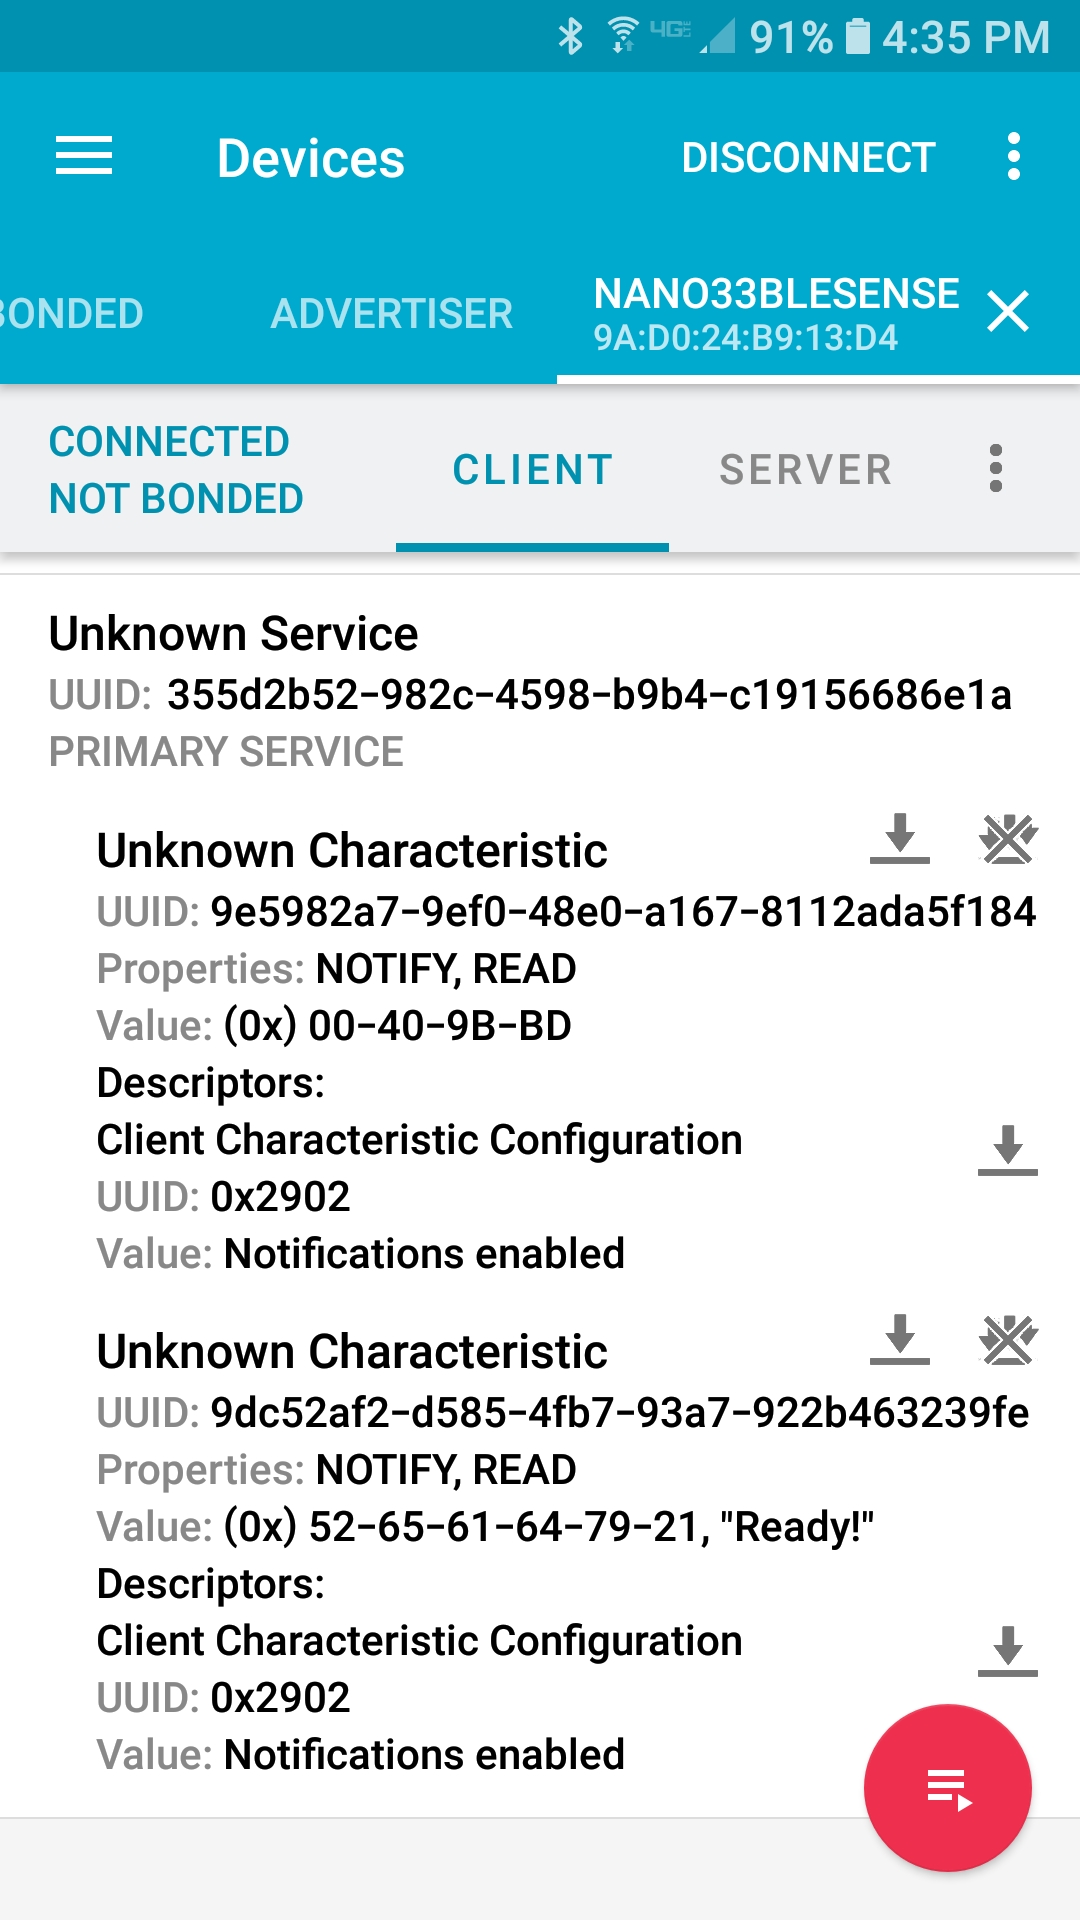 4G 91% 4:35 PM
Devices DISCONNECT
BONDED ADVERTISER NANO33BLESENSE
9A:D0:24:B9:13:D4
CONNECTED
NOT BONDED
CLIENT SERVER
Unknown Service
UUID: 355d2b52-982c-4598-b9b4-c19156686e1a
PRIMARY SERVICE
Unknown Characteristic
UUID: 9e5982a7-9ef0-48e0-a167-8112ada5f184
Properties: NOTIFY, READ
Value: (0x) 00-40-9B-BD
Descriptors:
Client Characteristic Configuration
UUID: 0x2902
Value: Notifications enabled
Unknown Characteristic
UUID: 9dc52af2-d585-4fb7-93a7-922b463239fe
Properties: NOTIFY, READ
Value: (0x) 52-65-61-64-79-21, "Ready!"
Descriptors:
Client Characteristic Configuration
UUID: 0x2902
Value: Notifications enabled